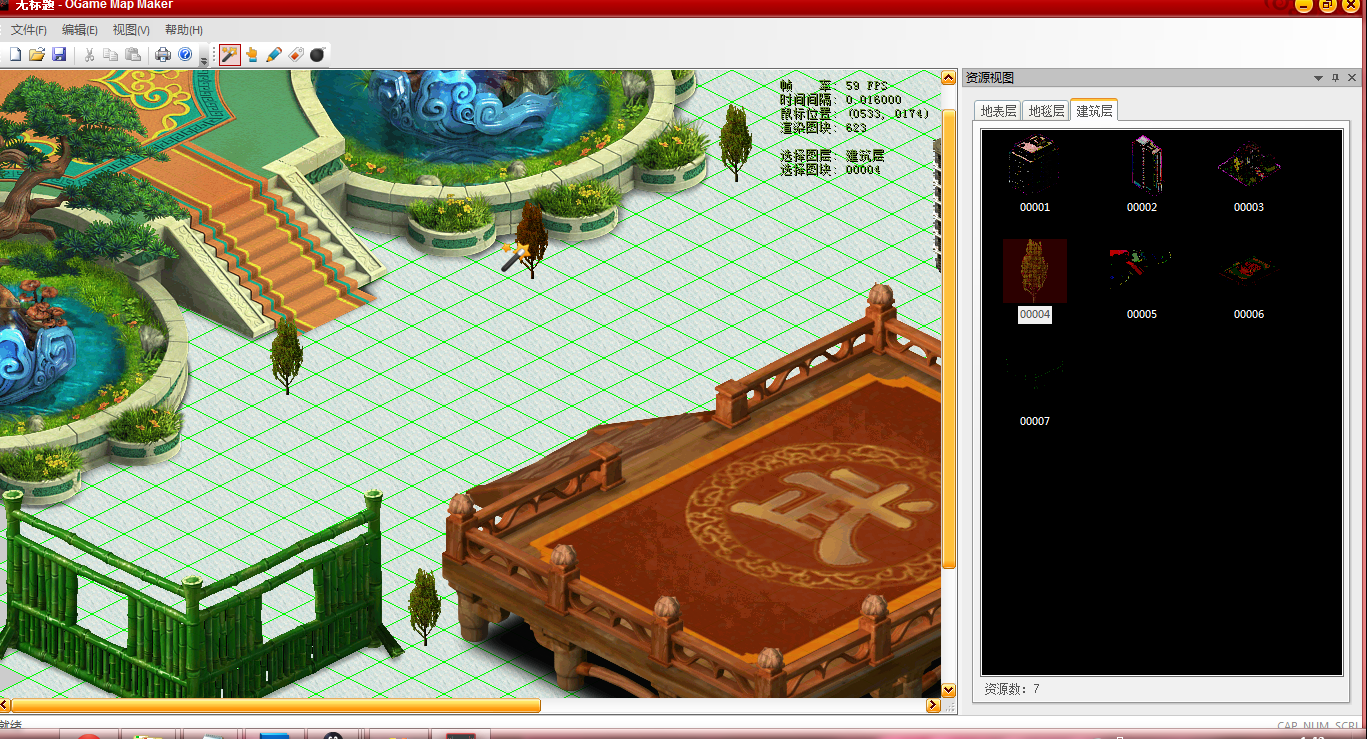 无标题 - OGame Map Maker
文件(F) 编辑(E) 视图(V) 帮助(H)
帧 率: 59 FPS
时间间隔: 0.016000
鼠标位置: (0533, 0174)
渲染图块: 623
选择图层: 建筑层
选择图块: 00004
资源视图
地表层 地毯层 建筑层
00001 00002 00003
00004 00005 00006
00007
资源数: 7
就绪
CAP NUM SCRL